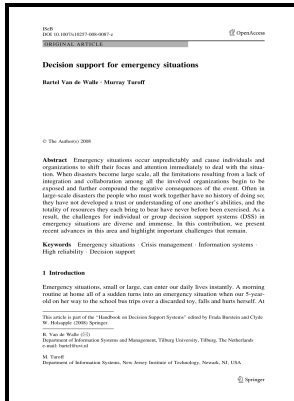 ISeB
DOI 10.1007/s10257-008-0087-z
OpenAccess
ORIGINAL ARTICLE
Decision support for emergency situations
Bartel Van de Walle · Murray Turoff
© The Author(s) 2008
Abstract Emergency situations occur unpredictably and cause individuals and
organizations to shift their focus and attention immediately to deal with the situa-
tion. When disasters become large scale, all the limitations resulting from a lack of
integration and collaboration among all the involved organizations begin to be
exposed and further compound the negative consequences of the event. Often in
large-scale disasters the people who must work together have no history of doing so;
they have not developed a trust or understanding of one another's abilities, and the
totality of resources they each bring to bear have never before been exercised. As a
result, the challenges for individual or group decision support systems (DSS) in
emergency situations are diverse and immense. In this contribution, we present
recent advances in this area and highlight important challenges that remain.
Keywords Emergency situations · Crisis management · Information systems ·
High reliability · Decision support
1 Introduction
Emergency situations, small or large, can enter our daily lives instantly. A morning
routine at home all of a sudden turns into an emergency situation when our 5-year-
old on her way to the school bus trips over a discarded toy, falls and hurts herself. At
This article is part of the "Handbook on Decision Support Systems" edited by Frada Burstein and Clyde
W. Holsapple (2008) Springer.
B. Van de Walle (✉)
Department of Information Systems and Management, Tilburg University, Tilburg, The Netherlands
e-mail: bartel@uvt.nl
M. Turoff
Department of Information Systems, New Jersey Institute of Technology, Newark, NJ, USA
Springer